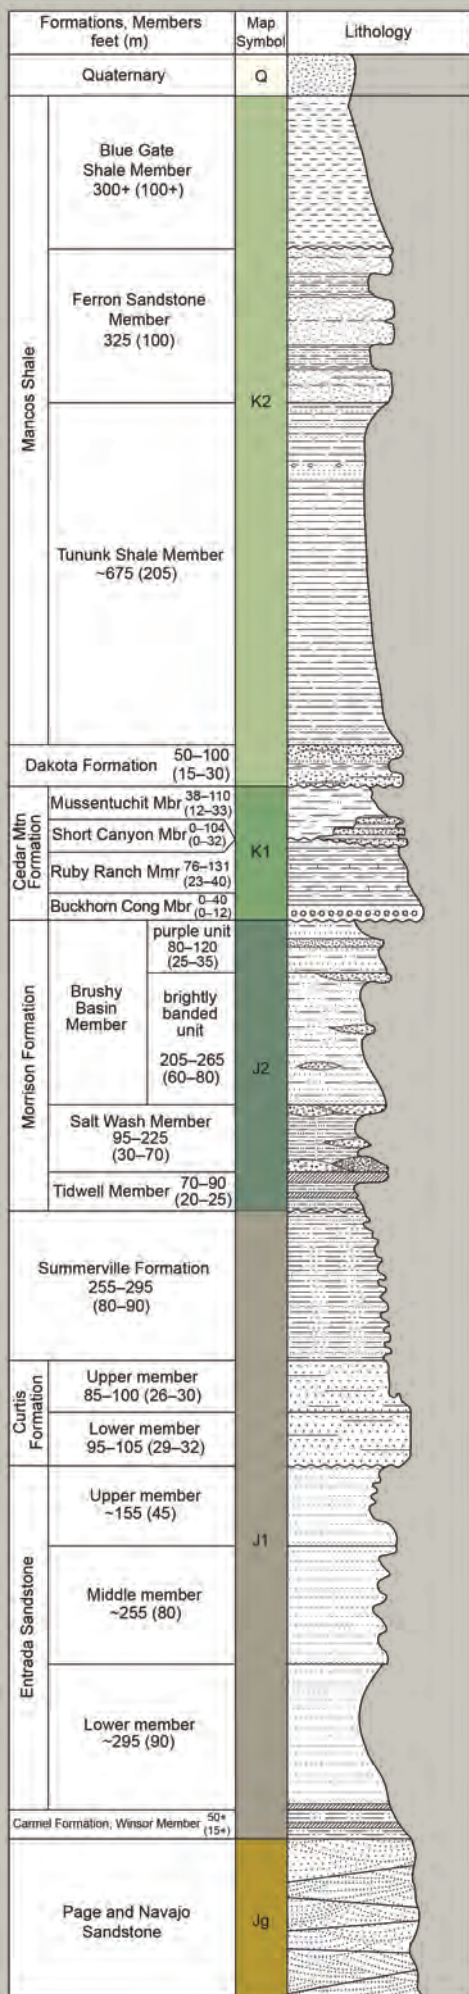 Formations, Members
feet (m)
Map
Symbol
Lithology
Quaternary
Q
Mancos Shale
Blue Gate
Shale Member
300+ (100+)
Ferron Sandstone
Member
325 (100)
K2
Tununk Shale Member
~675 (205)
Dakota Formation 50–100
(15–30)
Cedar Mtn
Formation
Mussentuchit Mbr 38–110
(12–33)
Short Canyon Mbr 0–104
(0–32)
K1
Ruby Ranch Mmr 76–131
(23–40)
Buckhorn Cong Mbr 0–40
(0–12)
Morrison Formation
Brushy
Basin
Member
purple unit
80–120
(25–35)
brightly
banded
unit
205–265
(60–80)
J2
Salt Wash Member
95–225
(30–70)
Tidwell Member 70–90
(20–25)
Summerville Formation
255–295
(80–90)
Curtis
Formation
Upper member
85–100 (26–30)
Lower member
95–105 (29–32)
Entrada Sandstone
Upper member
~155 (45)
J1
Middle member
~255 (80)
Lower member
~295 (90)
Carmel Formation, Winsor Member 50+
(15+)
Page and Navajo
Sandstone
Jg